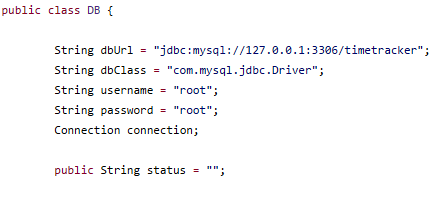 public class DB {
String dbUrl = "jdbc:mysql://127.0.0.1:3306/timetracker";
String dbClass = "com.mysql.jdbc.Driver";
String username = "root";
String password = "root";
Connection connection;
public String status = "";